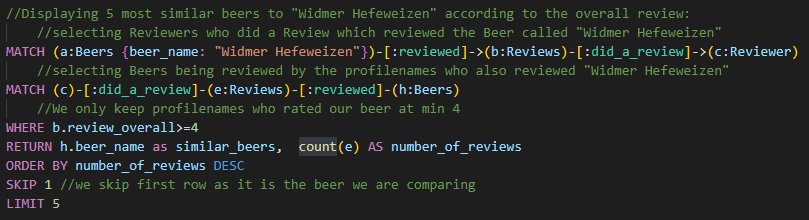 //Displaying 5 most similar beers to "Widmer Hefeweizen" according to the overall review:
//selecting Reviewers who did a Review which reviewed the Beer called "Widmer Hefeweizen"
MATCH (a:Beers {beer_name: "Widmer Hefeweizen"})-[:reviewed]->(b:Reviews)-[:did_a_review]->(c:Reviewer)
//selecting Beers being reviewed by the profilenames who also reviewed "Widmer Hefeweizen"
MATCH (c)-[:did_a_review]-(e:Reviews)-[:reviewed]-(h:Beers)
//We only keep profilenames who rated our beer at min 4
WHERE b.review_overall>=4
RETURN h.beer_name as similar_beers,  count(e) AS number_of_reviews
ORDER BY number_of_reviews DESC
SKIP 1 //we skip first row as it is the beer we are comparing
LIMIT 5